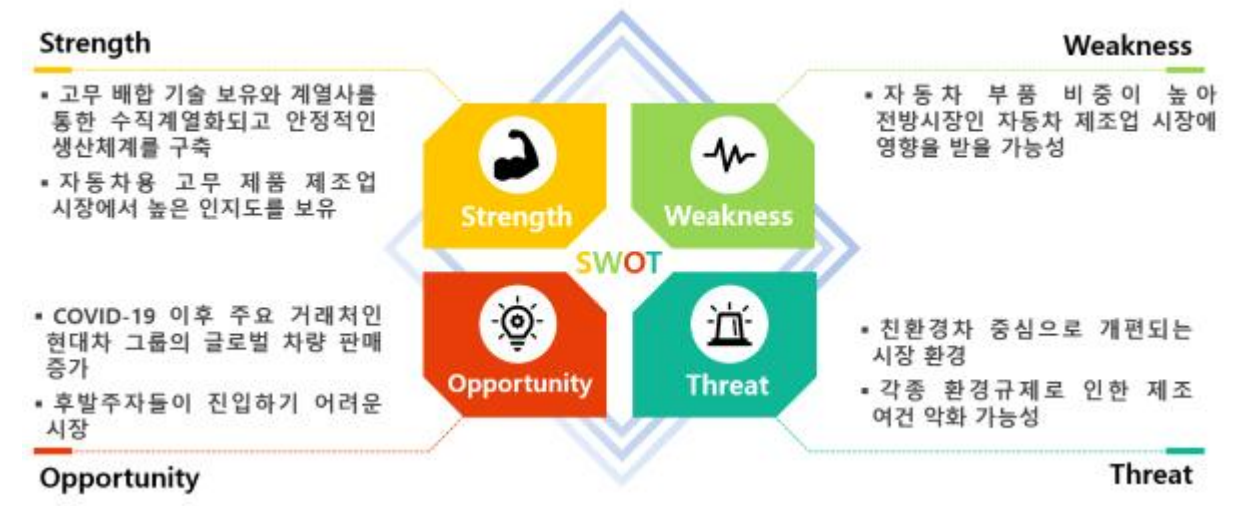 Strength
▪ 고무 배합 기술 보유와 계열사를
통한 수직계열화되고 안정적인
생산체계를 구축
▪ 자동차용 고무 제품 제조업
시장에서 높은 인지도를 보유
Weakness
▪ 자동차 부품 비중이 높아
전방시장인 자동차 제조업 시장에
영향을 받을 가능성
Strength
Weakness
SWOT
Opportunity
Threat
▪ COVID-19 이후 주요 거래처인
현대차 그룹의 글로벌 차량 판매
증가
▪ 후발주자들이 진입하기 어려운
시장
Opportunity
▪ 친환경차 중심으로 개편되는
시장 환경
▪ 각종 환경규제로 인한 제조
여건 악화 가능성
Threat